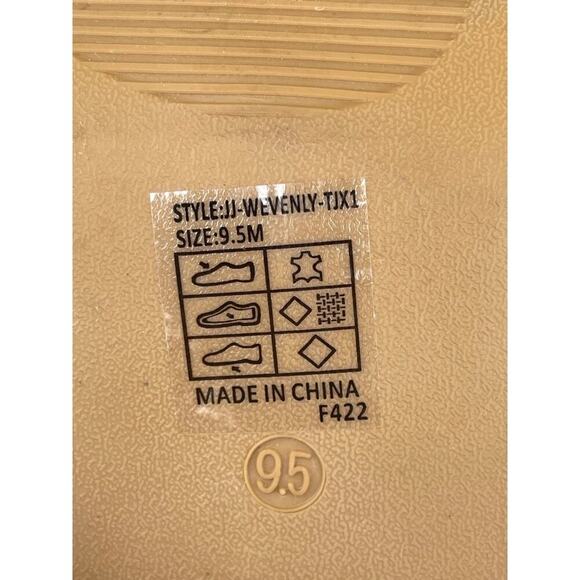 STYLE:JJ-WEVENLY-TJX1
SIZE:9.5M
MADE IN CHINA
F422
9.5